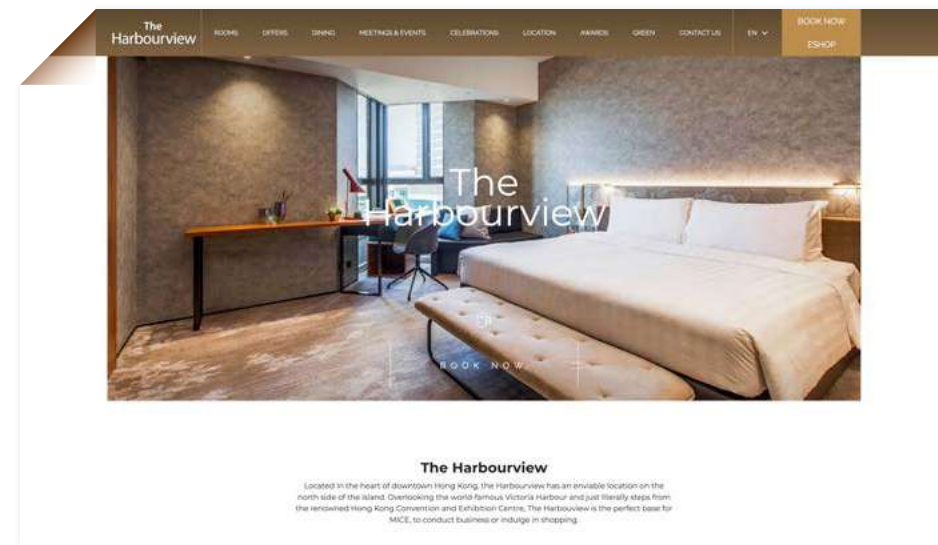 The
Harbourview
ROOMS OFFERS DINING MEETINGS & EVENTS CELEBRATIONS LOCATION AWARDS GREEN CONTACT US EN
BOOK NOW
ESHOP
The
Harbourview
BOOK NOW
The Harbourview
Located in the heart of downtown Hong Kong, the Harbourview has an enviable location on the
north side of the island. Overlooking the world-famous Victoria Harbour and just literally steps from
the renowned Hong Kong Convention and Exhibition Centre, The Harbouview is the perfect base for
MICE, to conduct business or indulge in shopping.